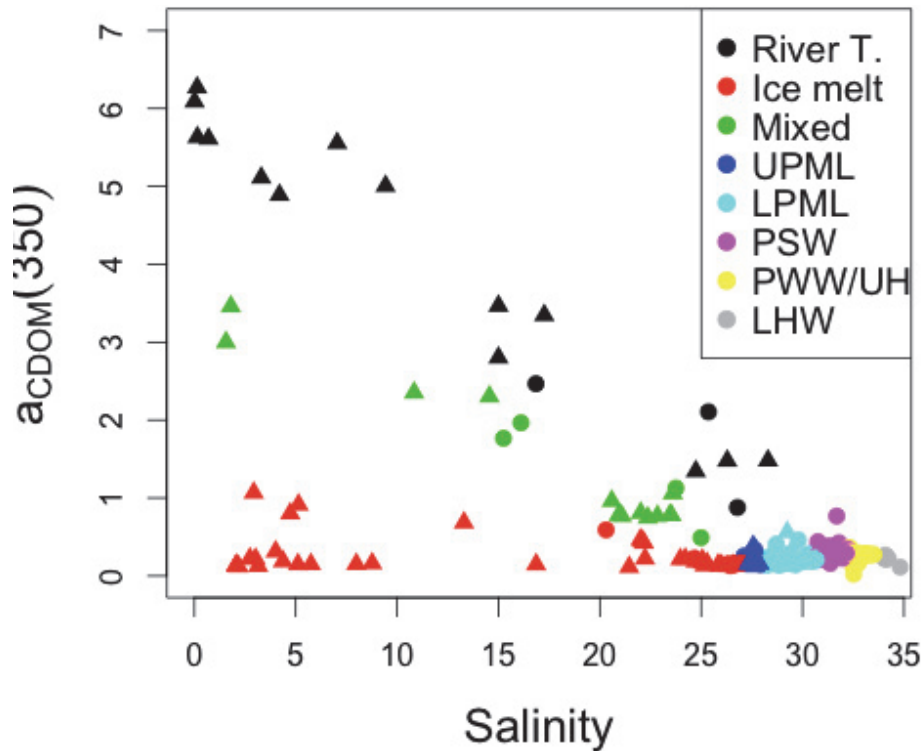 7
6
5
4
3
2
1
0
aCDOM(350)
0 5 10 15 20 25 30 35
Salinity
River T.
Ice melt
Mixed
UPML
LPML
PSW
PWW/UH
LHW